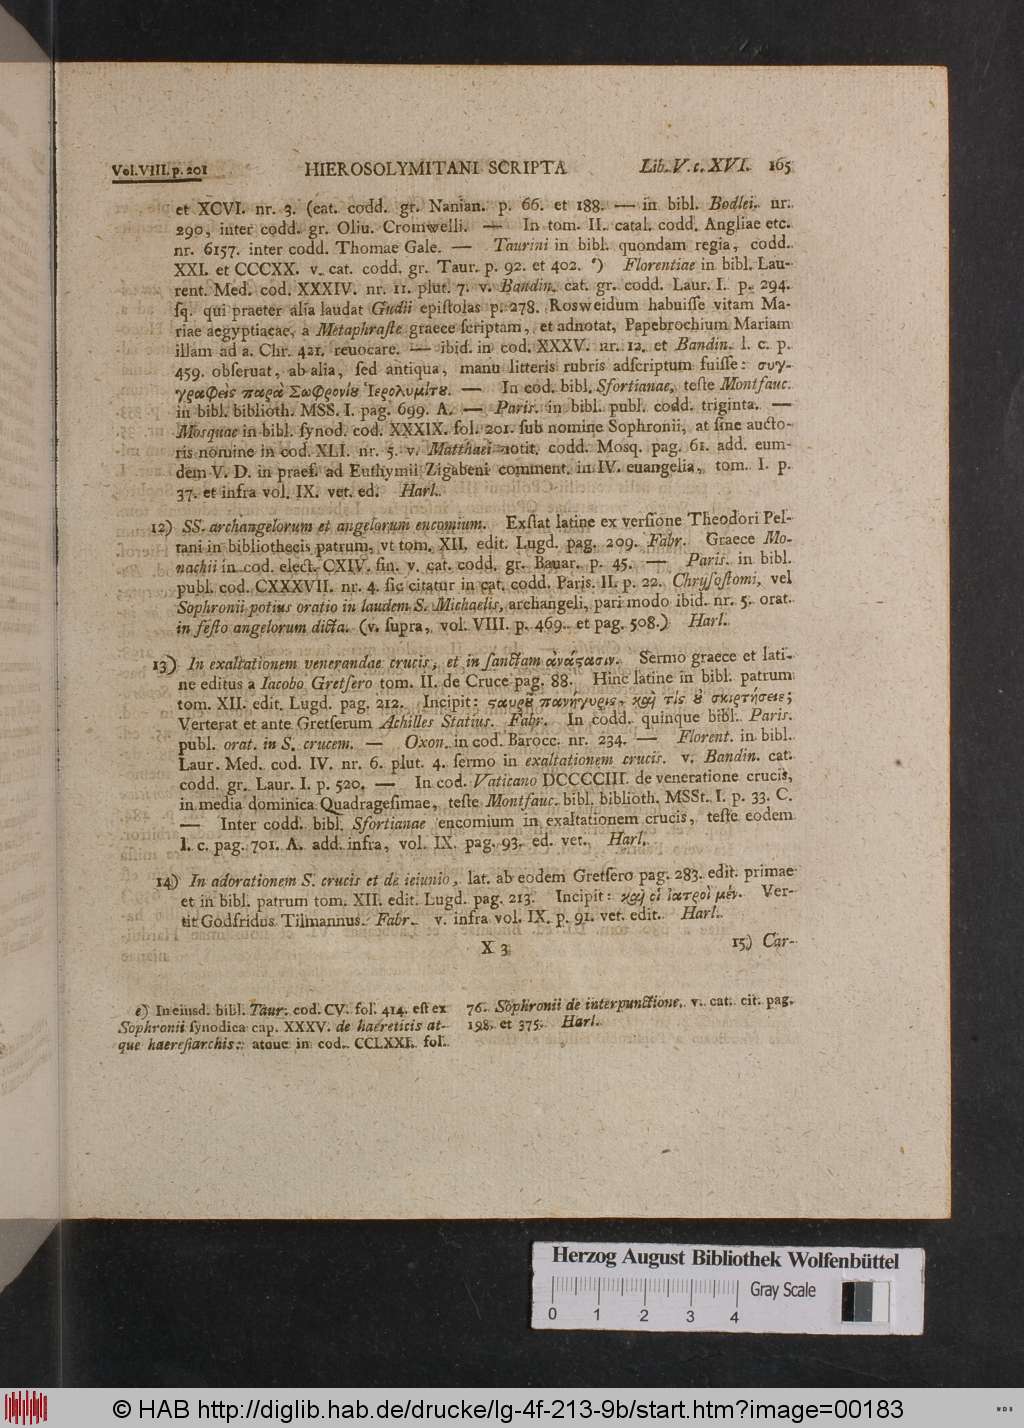 Vol. VIII. p. 201 HIEROSOLYMITANI SCRIPTA Lib. V. c. XVI. 165
et XCVI. nr. 3. (cat. codd. gr. Nanian. p. 66. et 188. — in bibl. Bodlei. nr.
290, inter codd. gr. Oliu. Cromwelli. — In tom. II. catal. codd. Angliae etc.
nr. 6157. inter codd. Thomae Gale. — Taurini in bibl. quondam regia, codd.
XXI. et CCCXX. v. cat. codd. gr. Taur. p. 92. et 402. e) Florentiae in bibl. Lau-
rent. Med. cod. XXXIV. nr. 11. plut. 7. v. Bandin. cat. gr. codd. Laur. I. p. 294.
ſq. qui praeter alia laudat Gudii epiſtolas p. 278. Rosweidum habuiſſe vitam Ma-
riae aegyptiacae, a Metaphraſte graece ſcriptam, et adnotat, Papebrochium Mariam
illam ad a. Chr. 421. reuocare. — ibid. in cod. XXXV. nr. 12. et Bandin. l. c. p.
459. obſeruat, ab alia, ſed antiqua, manu litteris rubris adſcriptum fuiſſe: συγ-
γραφεὶς παρὰ Σωφρονίȣ Ἱερολυμίτȣ. — In cod. bibl. Sfortianae, teſte Montfauc.
in bibl. biblioth. MSS. I. pag. 699. A. — Pariſ. in bibl. publ. codd. triginta. —
Mosquae in bibl. ſynod. cod. XXXIX. fol. 201. ſub nomine Sophronii, at ſine aucto-
ris nomine in cod. XLI. nr. 5. v. Matthaei notit. codd. Mosq. pag. 61. add. eum-
dem V. D. in praef. ad Euthymii Zigabeni comment. in IV. euangelia, tom. I. p.
37. et infra vol. IX. vet. ed. Harl.
12) SS. archangelorum et angelorum encomium. Exſtat latine ex verſione Theodori Pel-
tani in bibliothecis patrum, vt tom. XII. edit. Lugd. pag. 209. Fabr. Graece Mo-
nachii in cod. elect. CXIV. fin. v. cat. codd. gr. Bauar. p. 45. — Pariſ. in bibl.
publ. cod. CXXXVII. nr. 4. ſic citatur in cat. codd. Paris. II. p. 22. Chryſoſtomi, vel
Sophronii potius oratio in laudem S. Michaelis, archangeli, pari modo ibid. nr. 5. orat.
in feſto angelorum dicta. (v. ſupra, vol. VIII. p. 469. et pag. 508.) Harl.
13) In exaltationem venerandae crucis, et in ſanctam ἀνάϛασιν. Sermo graece et lati-
ne editus a Iacobo Gretſero tom. II. de Cruce pag. 88. Hinc latine in bibl. patrum
tom. XII. edit. Lugd. pag. 212. Incipit: ϛαυρȣ͂ πανήγυρις, καὶ τίς ȣ σκιρτήσειε;
Verterat et ante Gretſerum Achilles Statius. Fabr. In codd. quinque bibl. Paris.
publ. orat. in S. crucem. — Oxon. in cod. Barocc. nr. 234. — Florent. in bibl.
Laur. Med. cod. IV. nr. 6. plut. 4. ſermo in exaltationem crucis. v. Bandin. cat.
codd. gr. Laur. I. p. 520. — In cod. Vaticano DCCCCIII. de veneratione crucis,
in media dominica Quadrageſimae, teſte Montfauc. bibl. biblioth. MSSt. I. p. 33. C.
— Inter codd. bibl. Sfortianae encomium in exaltationem crucis, teſte eodem
l. c. pag. 701. A. add. infra, vol. IX. pag. 93. ed. vet. Harl.
14) In adorationem S. crucis et de ieiunio, lat. ab eodem Gretſero pag. 283. edit. primae
et in bibl. patrum tom. XII. edit. Lugd. pag. 213. Incipit: καὶ οἱ ἰατροὶ μέν. Ver-
tit Godfridus Tilmannus. Fabr. v. infra vol. IX. p. 91. vet. edit. Harl.
X 3 15) Car-
e) In eiusd. bibl. Taur. cod. CV. fol. 414. eſt ex
Sophronii ſynodica cap. XXXV. de haereticis at-
que haereſiarchis: atque in cod. CCLXXI. fol.
76. Sophronii de interpunctione. v. cat. cit. pag.
198. et 375. Harl.
Herzog August Bibliothek Wolfenbüttel
Gray Scale
0 1 2 3 4
© HAB http://diglib.hab.de/drucke/lg-4f-213-9b/start.htm?image=00183